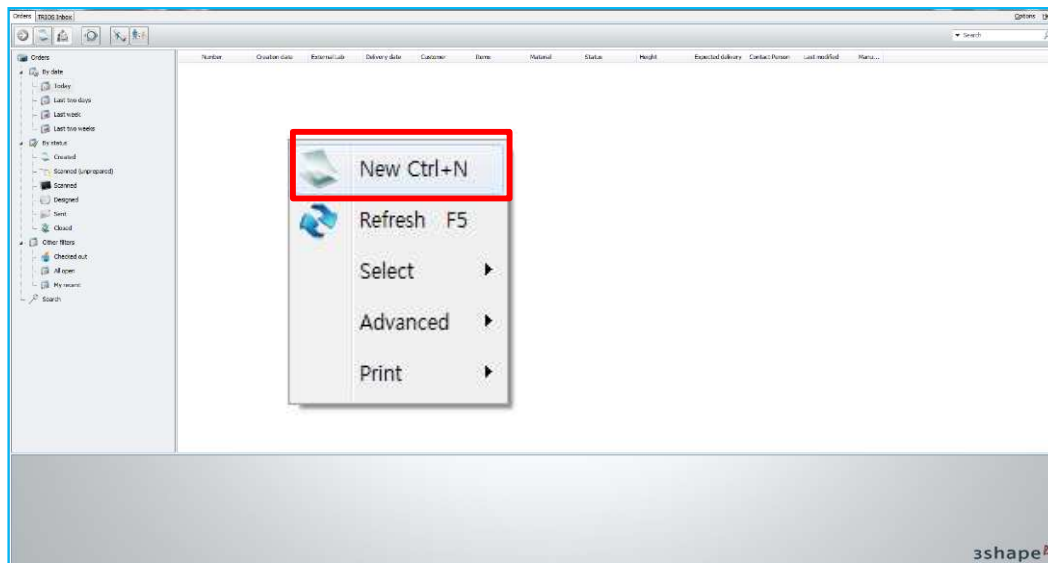 Orders TRIOS Inbox Options
Search
Orders
By date
Today
Last two days
Last week
Last two weeks
By status
Created
Scanned (unprepared)
Scanned
Designed
Sent
Closed
Other filters
Checked out
All open
My recent
Search
Number Creation date External Lab Delivery date Customer Items Material Status Height Expected delivery Contact Person Last modified Manu...
New Ctrl+N
Refresh F5
Select
Advanced
Print
3shape